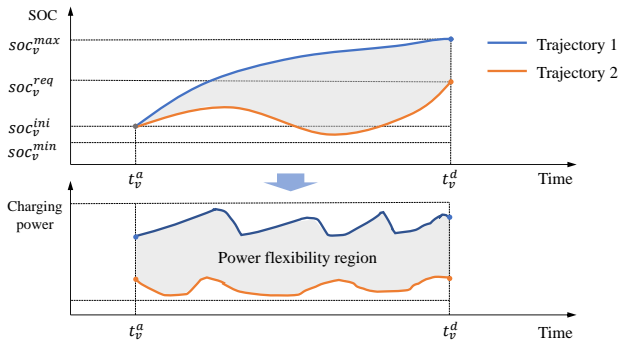 SOC
soc_v^max
soc_v^req
soc_v^ini
soc_v^min
t_v^a
t_v^d
Time
Trajectory 1
Trajectory 2
Charging
power
Power flexibility region
t_v^a
t_v^d
Time